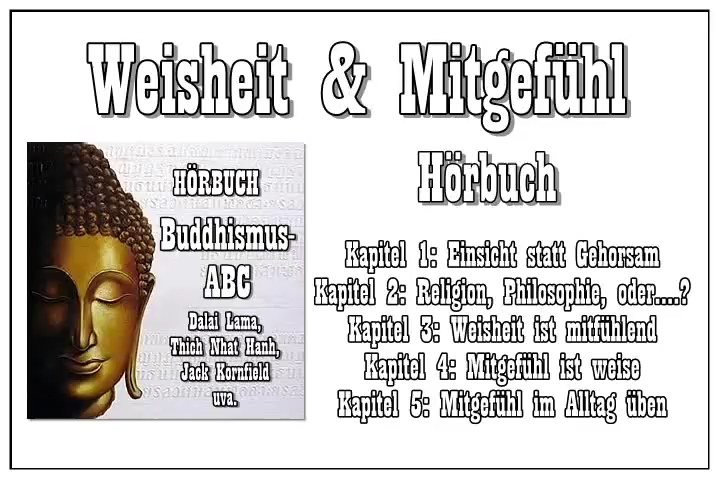 Weisheit & Mitgefühl
Hörbuch
HÖRBUCH
Buddhismus-
ABC
Dalai Lama,
Thich Nhat Hanh,
Jack Kornfield
uva.
Kapitel 1: Einsicht statt Gehorsam
Kapitel 2: Religion, Philosophie, oder....?
Kapitel 3: Weisheit ist mitfühlend
Kapitel 4: Mitgefühl ist weise
Kapitel 5: Mitgefühl im Alltag üben